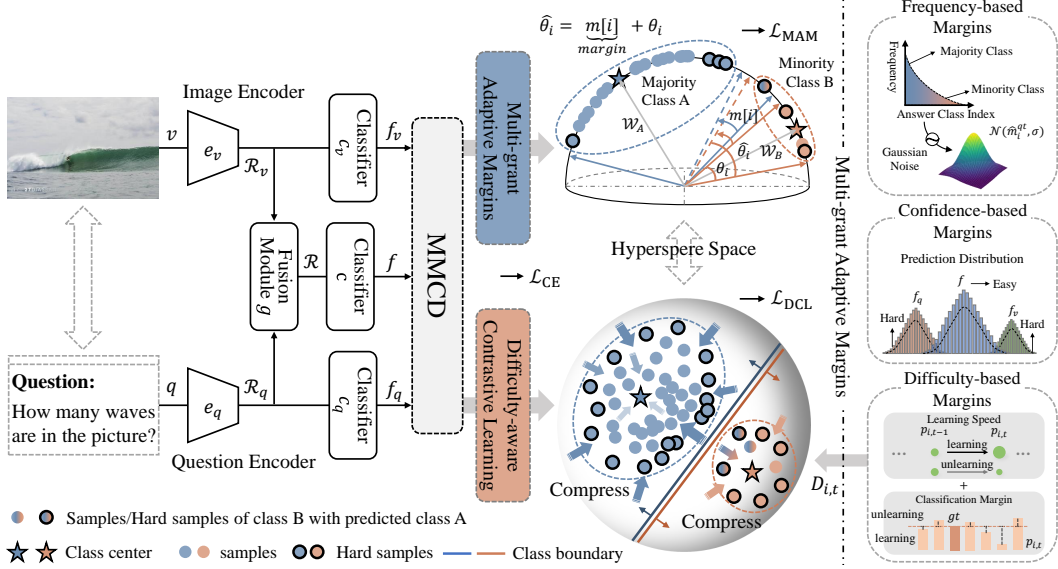 Image Encoder
v
e_v
R_v
Classifier
c_v
f_v
Fusion
Module g
R
Classifier
c
f
MMCD
Question:
How many waves
are in the picture?
q
e_q
R_q
Classifier
c_q
f_q
Question Encoder
Multi-grant
Adaptive Margins
L_CE
Difficulty-aware
Contrastive Learning
θ̂_i = m[i] + θ_i
margin
→ L_MAM
Majority
Class A
Minority
Class B
W_A
m[i]
θ̂_i
W_B
θ_i
Hyperspere Space
→ L_DCL
Compress
Compress
D_{i,t}
Multi-grant Adaptive Margins
Frequency-based
Margins
Frequency
Majority Class
Minority Class
Answer Class Index
N(m̂_i^{qt}, σ)
Gaussian
Noise
Confidence-based
Margins
Prediction Distribution
f
Easy
f_q
f_v
Hard
Hard
Difficulty-based
Margins
Learning Speed
p_{i,t−1}
p_{i,t}
learning
...
...
unlearning
+
Classification Margin
unlearning
gt
learning
p_{i,t}
Samples/Hard samples of class B with predicted class A
Class center
samples
Hard samples
Class boundary